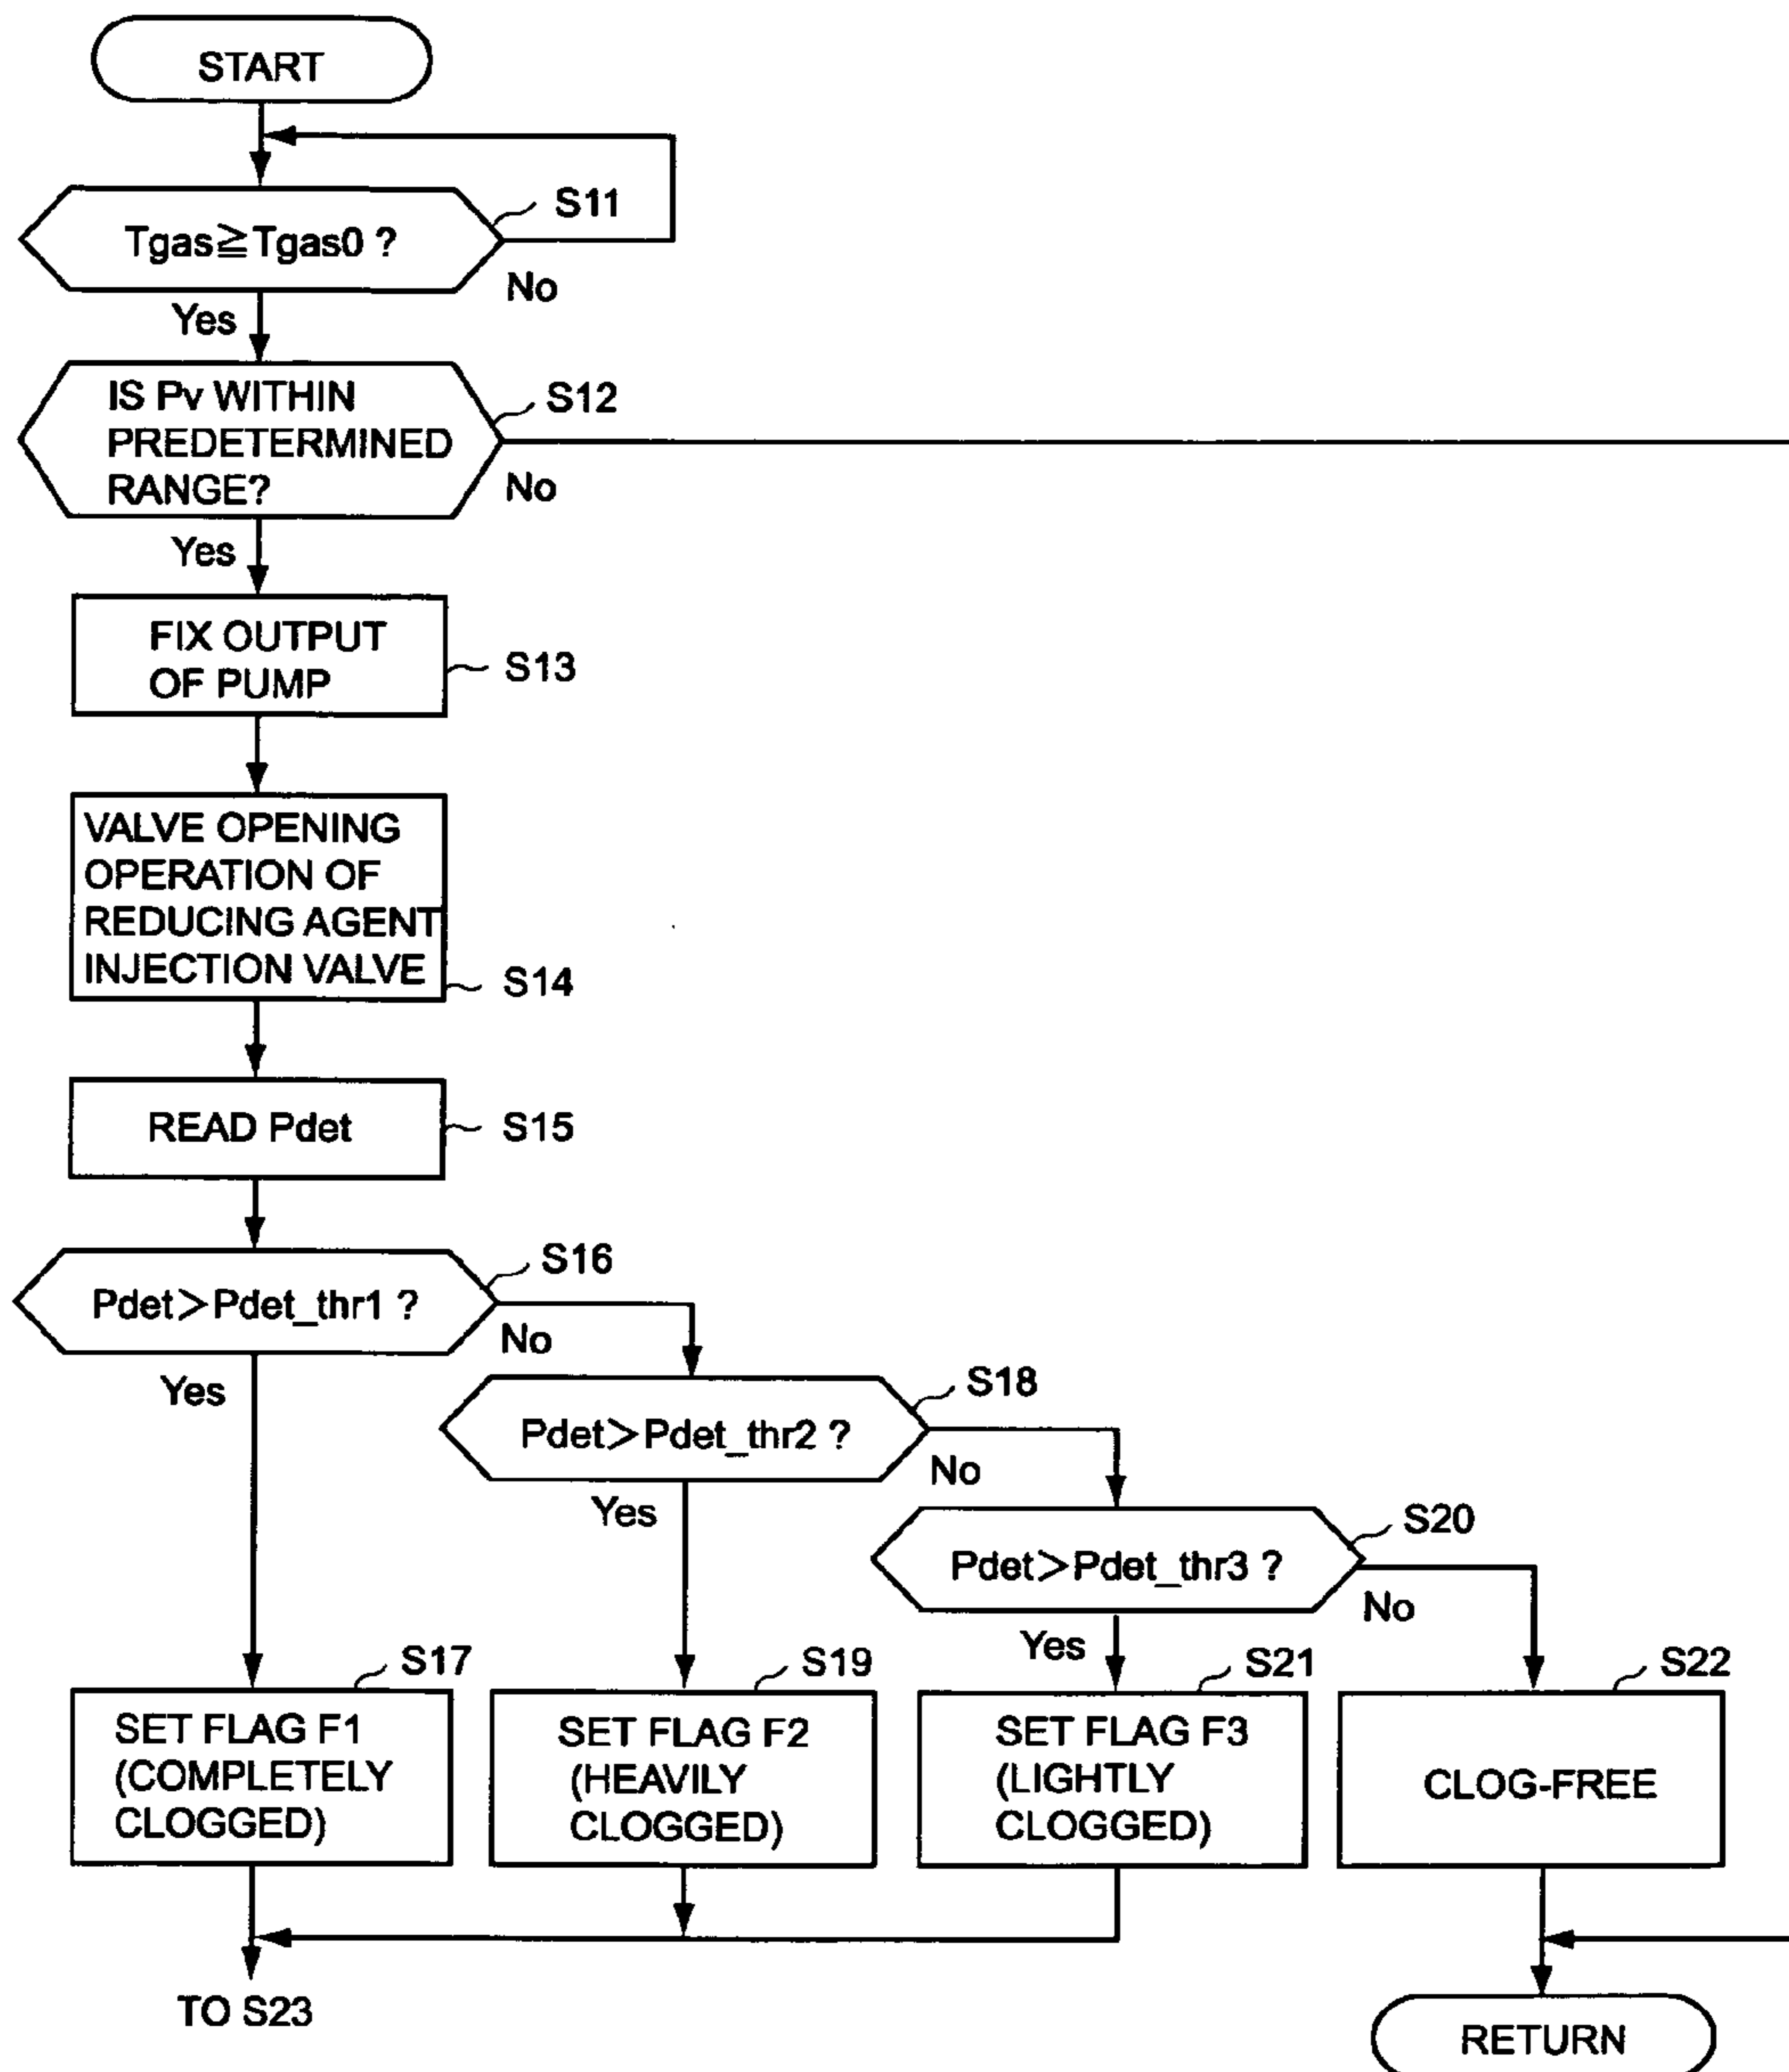 START
S11
Tgas≧Tgas0 ?
No
Yes
IS Pv WITHIN
PREDETERMINED
RANGE?
S12
No
Yes
FIX OUTPUT
OF PUMP
S13
VALVE OPENING
OPERATION OF
REDUCING AGENT
INJECTION VALVE
S14
READ Pdet
S15
S16
Pdet>Pdet_thr1 ?
No
Yes
S18
Pdet>Pdet_thr2 ?
No
Yes
S20
Pdet>Pdet_thr3 ?
No
Yes
S17
SET FLAG F1
(COMPLETELY
CLOGGED)
S19
SET FLAG F2
(HEAVILY
CLOGGED)
S21
SET FLAG F3
(LIGHTLY
CLOGGED)
S22
CLOG-FREE
TO S23
RETURN